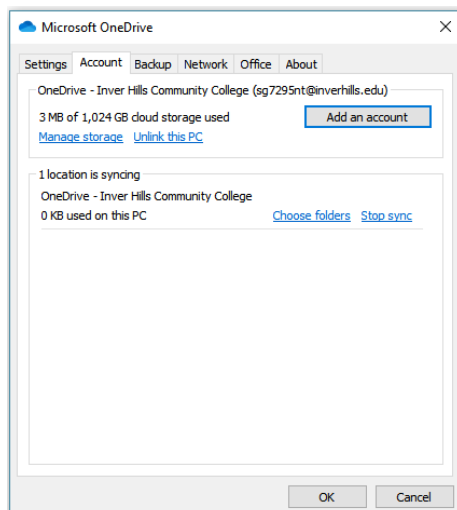 Microsoft OneDrive
Settings Account Backup Network Office About
OneDrive - Inver Hills Community College (sg7295nt@inverhills.edu)
3 MB of 1,024 GB cloud storage used Add an account
Manage storage Unlink this PC
1 location is syncing
OneDrive - Inver Hills Community College
0 KB used on this PC Choose folders Stop sync
OK Cancel